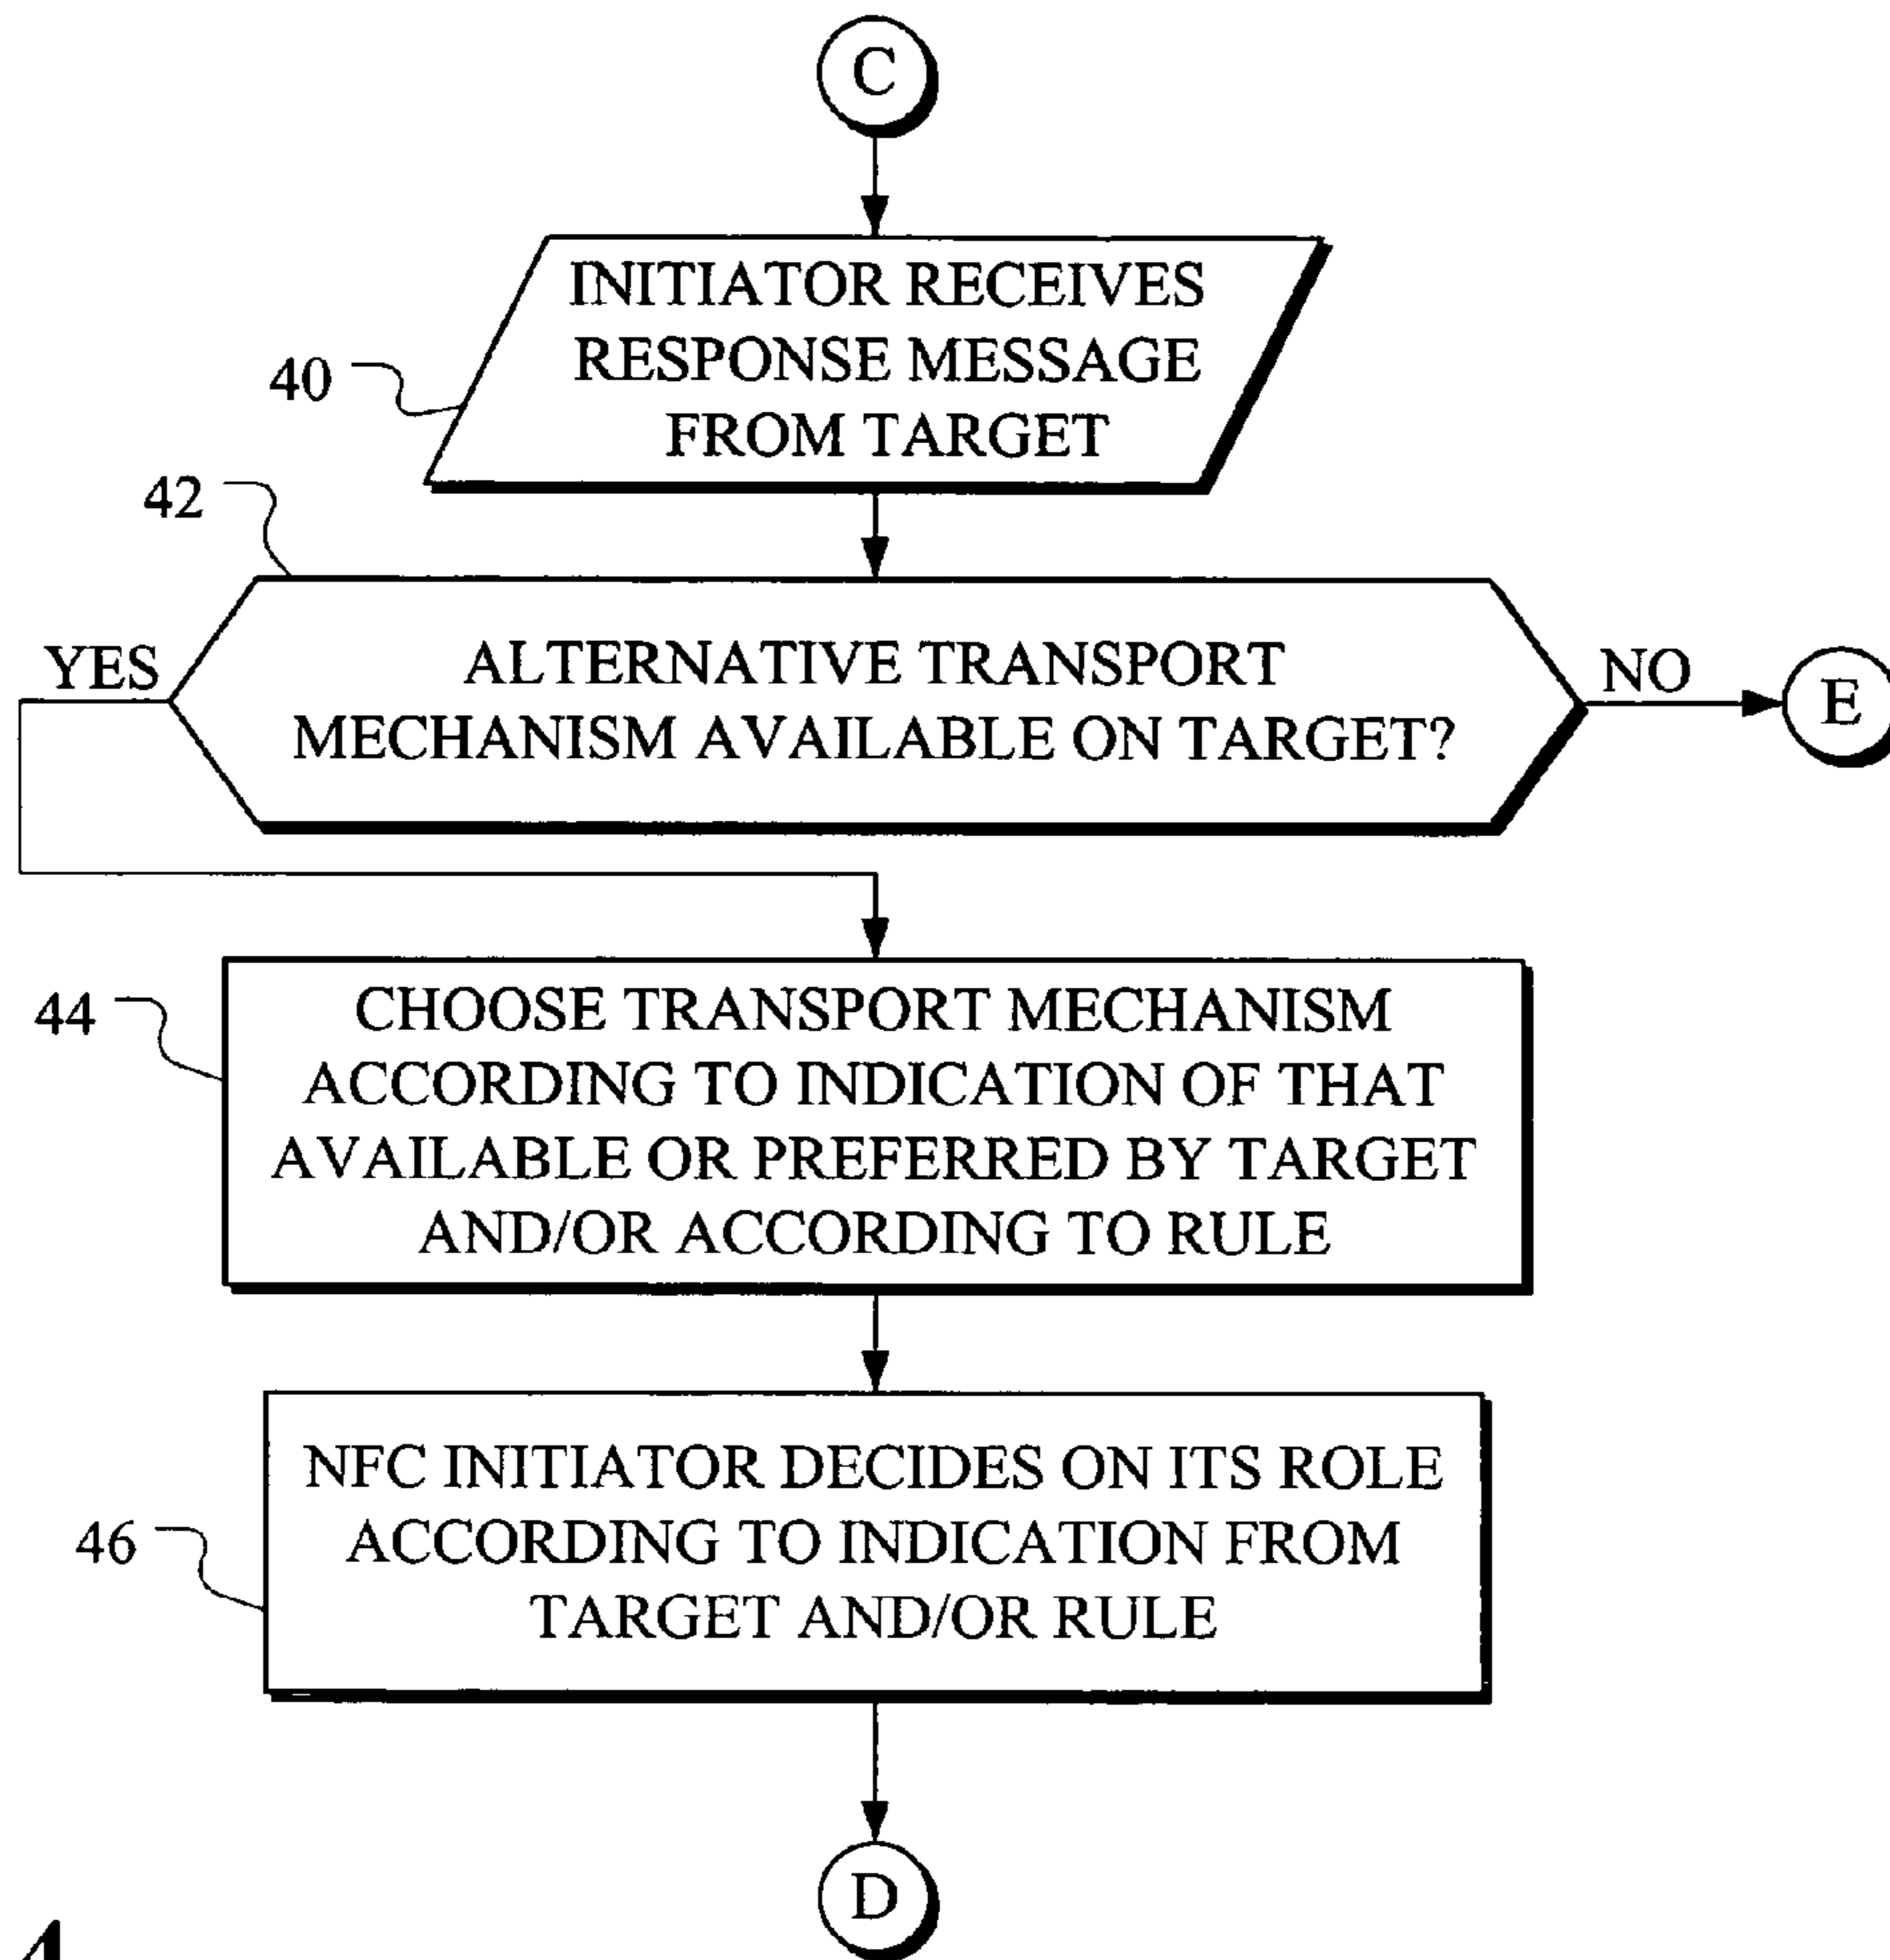 C
INITIATOR RECEIVES
RESPONSE MESSAGE
FROM TARGET
40
42
ALTERNATIVE TRANSPORT
MECHANISM AVAILABLE ON TARGET?
YES
NO
E
44
CHOOSE TRANSPORT MECHANISM
ACCORDING TO INDICATION OF THAT
AVAILABLE OR PREFERRED BY TARGET
AND/OR ACCORDING TO RULE
46
NFC INITIATOR DECIDES ON ITS ROLE
ACCORDING TO INDICATION FROM
TARGET AND/OR RULE
D